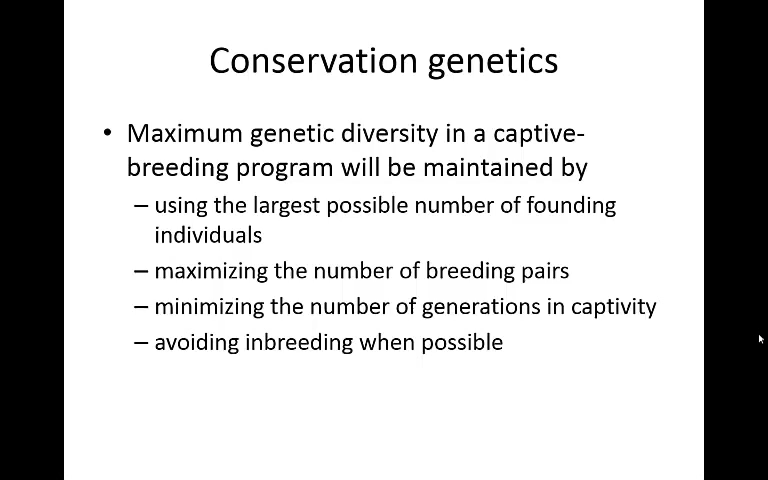 Conservation genetics
• Maximum genetic diversity in a captive-
breeding program will be maintained by
– using the largest possible number of founding
individuals
– maximizing the number of breeding pairs
– minimizing the number of generations in captivity
– avoiding inbreeding when possible